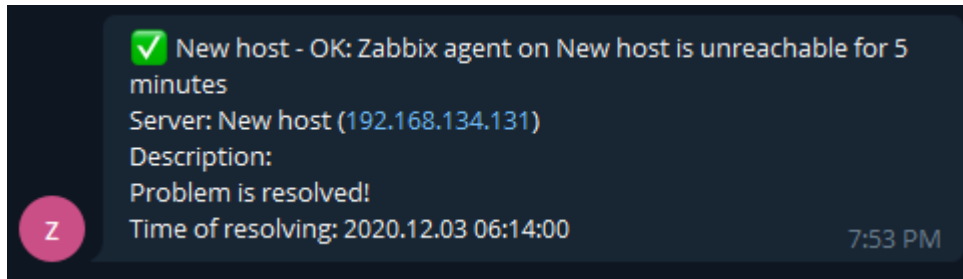 ✅ New host - OK: Zabbix agent on New host is unreachable for 5
minutes
Server: New host (192.168.134.131)
Description:
Problem is resolved!
Time of resolving: 2020.12.03 06:14:00
7:53 PM
Z